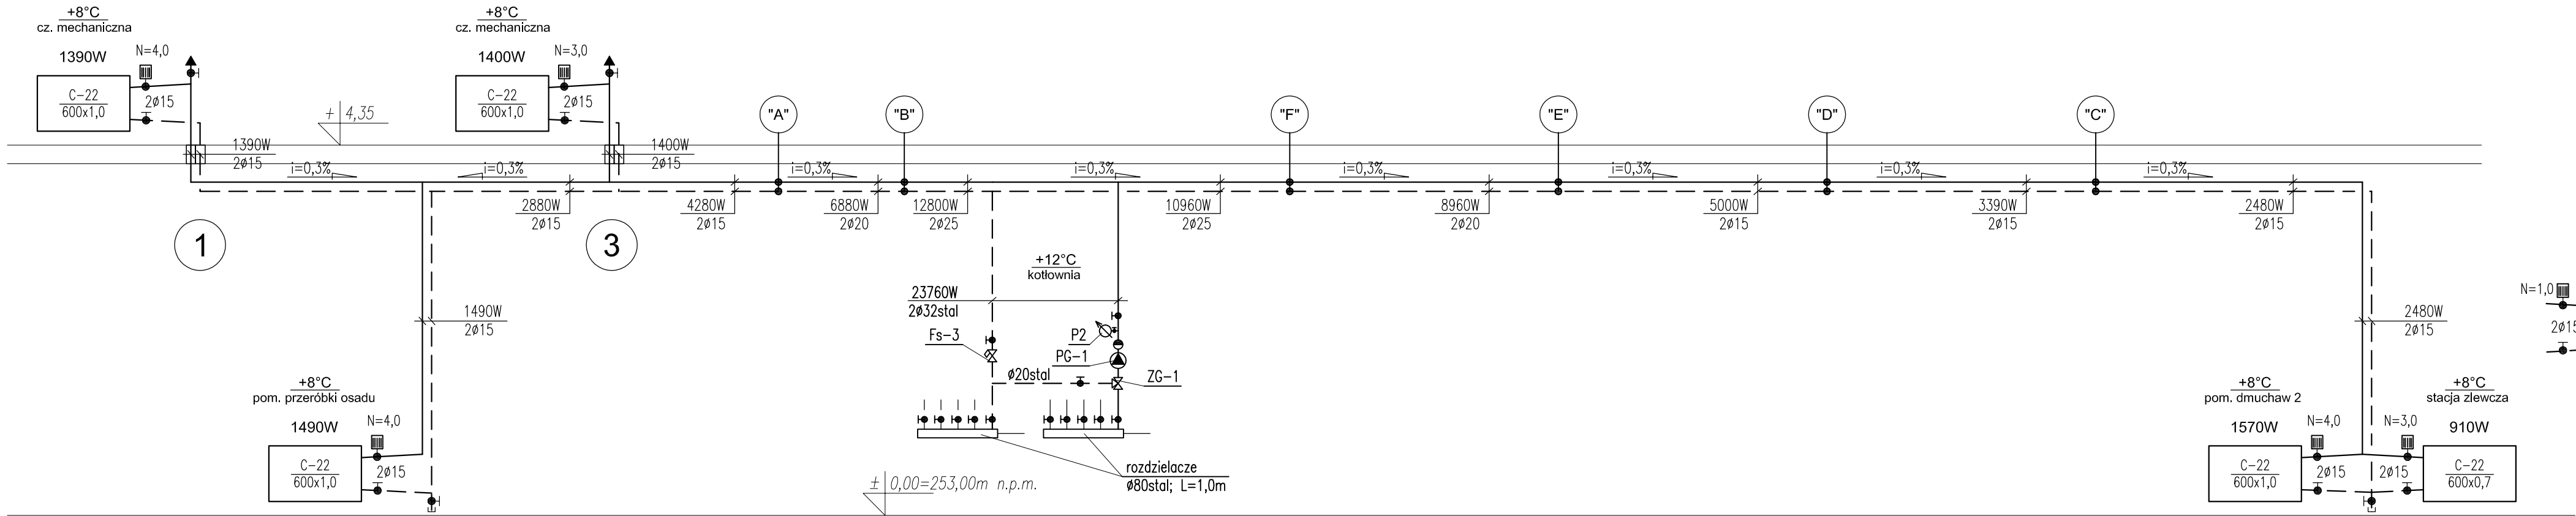 +8°C
cz. mechaniczna
1390W
N=4,0
C-22
600x1,0
2ø15
+8°C
cz. mechaniczna
1400W
N=3,0
C-22
600x1,0
2ø15
+ 4,35
1390W
2ø15
1400W
2ø15
"A"
"B"
"F"
"E"
"D"
"C"
i=0,3%
i=0,3%
i=0,3%
i=0,3%
i=0,3%
i=0,3%
i=0,3%
i=0,3%
2880W
2ø15
4280W
2ø15
6880W
2ø20
12800W
2ø25
10960W
2ø25
8960W
2ø20
5000W
2ø15
3390W
2ø15
2480W
2ø15
1
3
+12°C
kotłownia
23760W
2ø32stal
Fs-3
P2
PG-1
ø20stal
ZG-1
1490W
2ø15
2480W
2ø15
N=1,0
2ø15
+8°C
pom. przeróbki osadu
1490W
N=4,0
C-22
600x1,0
2ø15
rozdzielacze
ø80stal; L=1,0m
± 0,00=253,00m n.p.m.
+8°C
pom. dmuchaw 2
1570W
N=4,0
C-22
600x1,0
2ø15
+8°C
stacja zlewcza
N=3,0
910W
2ø15
C-22
600x0,7